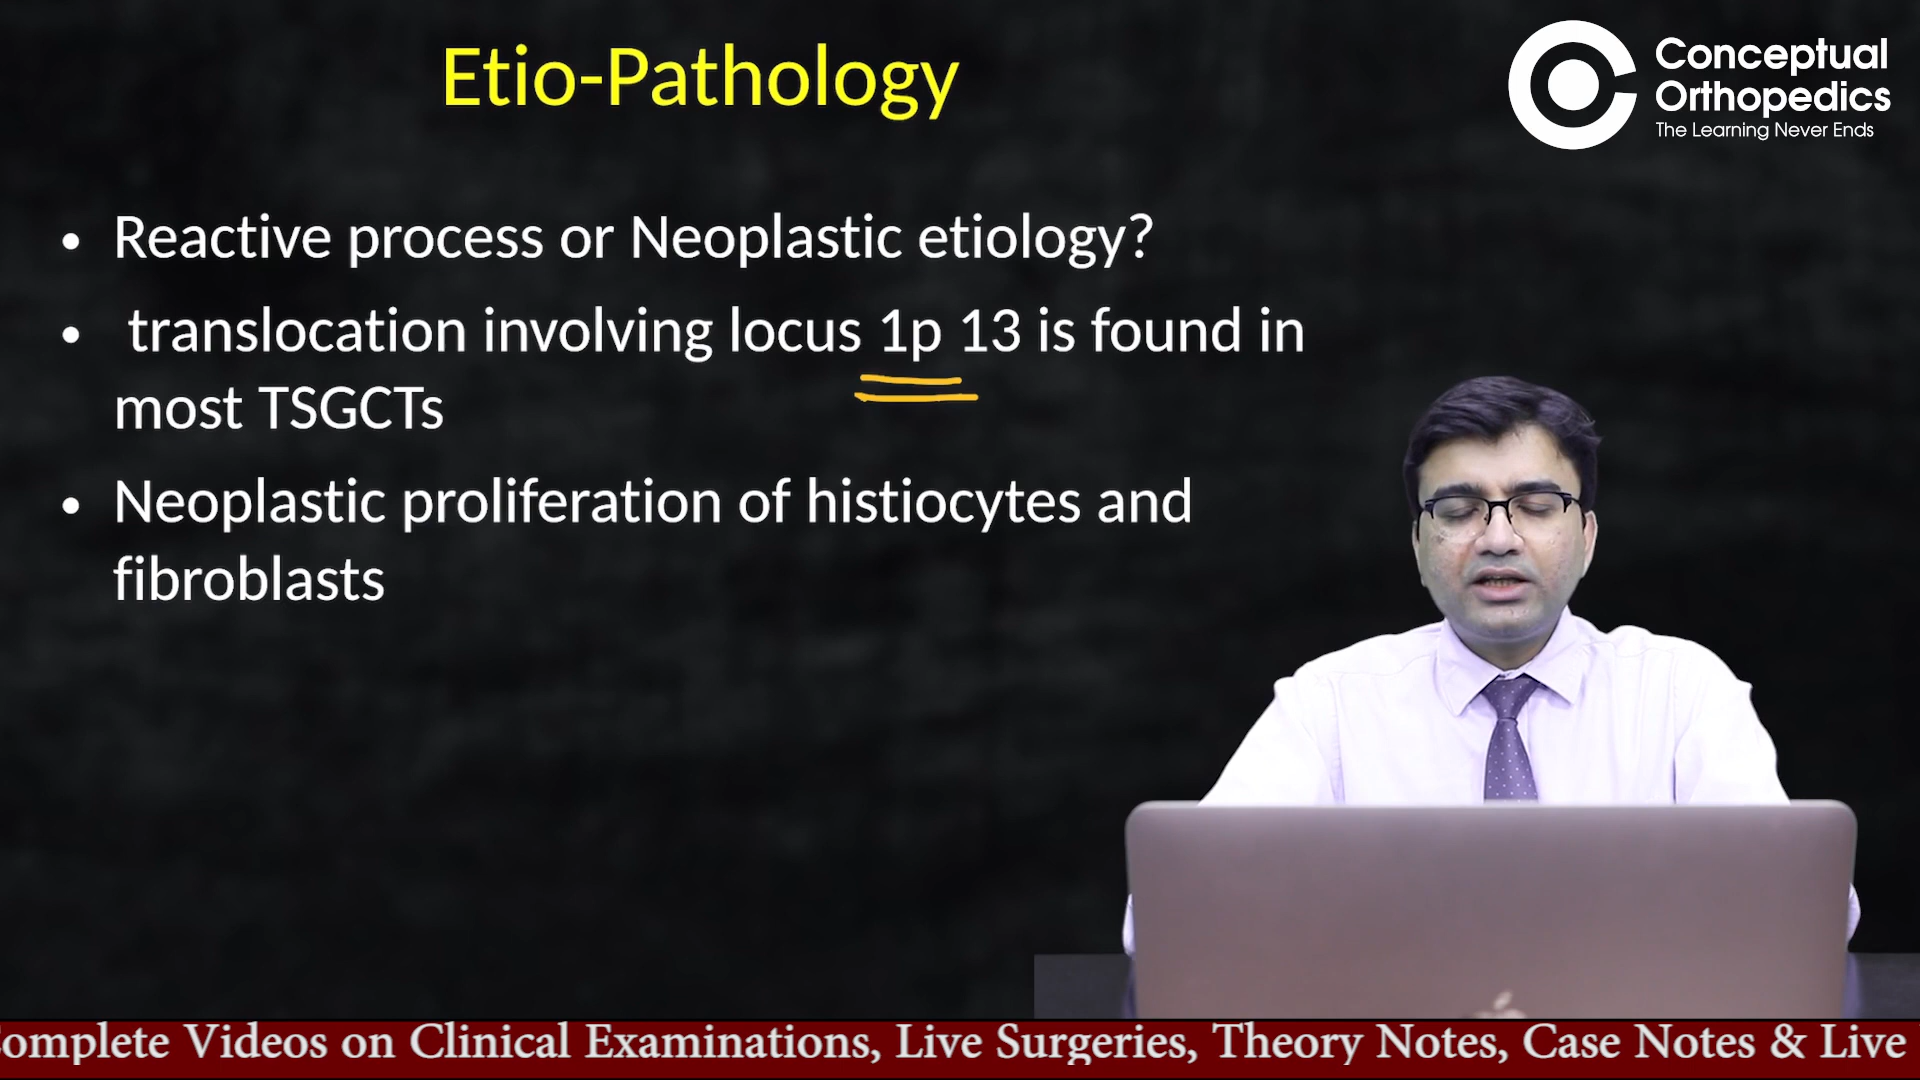 Etio-Pathology
Conceptual
Orthopedics
The Learning Never Ends
• Reactive process or Neoplastic etiology?
• translocation involving locus 1p 13 is found in
most TSGCTs
• Neoplastic proliferation of histiocytes and
fibroblasts
omplete Videos on Clinical Examinations, Live Surgeries, Theory Notes, Case Notes & Live